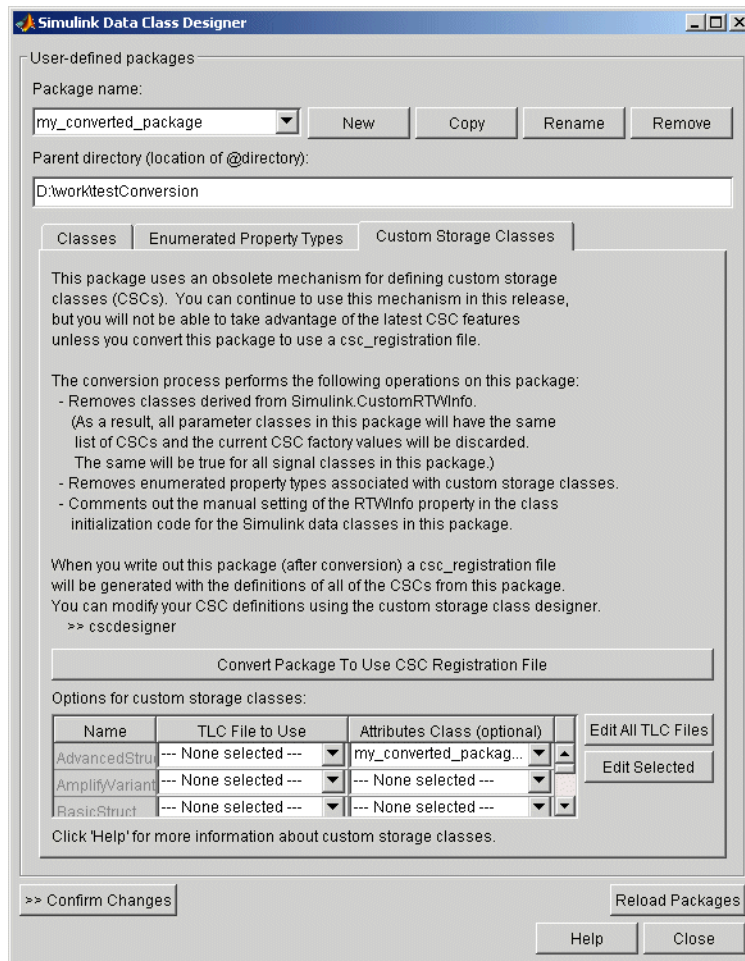 Simulink Data Class Designer
User-defined packages
Package name:
my_converted_package
New
Copy
Rename
Remove
Parent directory (location of @directory):
D:\work\testConversion
Classes
Enumerated Property Types
Custom Storage Classes
This package uses an obsolete mechanism for defining custom storage
classes (CSCs).  You can continue to use this mechanism in this release,
but you will not be able to take advantage of the latest CSC features
unless you convert this package to use a csc_registration file.
The conversion process performs the following operations on this package:
- Removes classes derived from Simulink.CustomRTWInfo.
(As a result, all parameter classes in this package will have the same
list of CSCs and the current CSC factory values will be discarded.
The same will be true for all signal classes in this package.)
- Removes enumerated property types associated with custom storage classes.
- Comments out the manual setting of the RTWInfo property in the class
initialization code for the Simulink data classes in this package.
When you write out this package (after conversion) a csc_registration file
will be generated with the definitions of all of the CSCs from this package.
You can modify your CSC definitions using the custom storage class designer.
>> cscdesigner
Convert Package To Use CSC Registration File
Options for custom storage classes:
Name TLC File to Use Attributes Class (optional)
AdvancedStru --- None selected --- my_converted_packag...
AmplifyVariant --- None selected --- --- None selected ---
BasicStruct --- None selected --- --- None selected ---
Edit All TLC Files
Edit Selected
Click 'Help' for more information about custom storage classes.
>> Confirm Changes
Reload Packages
Help
Close